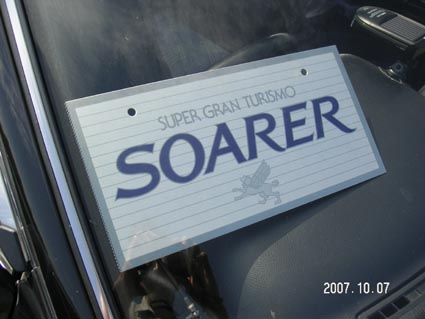 SUPER GRAN TURISMO
SOARER
2007.10.07